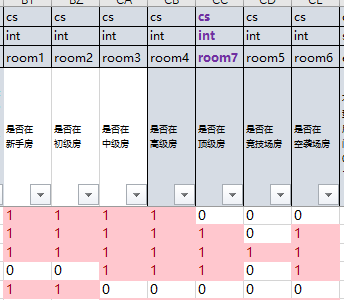 BY BZ CA CB CC CD CE
cs cs cs cs cs cs cs
int int int int int int int
room1 room2 room3 room4 room7 room5 room6
是否在 是否在 是否在 是否在 是否在 是否在 是否在
新手房 初级房 中级房 高级房 顶级房 竞技场房 空袭场房
1 1 1 1 0 0 0
1 1 1 1 1 0 1
1 1 1 1 1 1 1
0 0 1 1 1 0 1
1 1 0 0 0 0 0